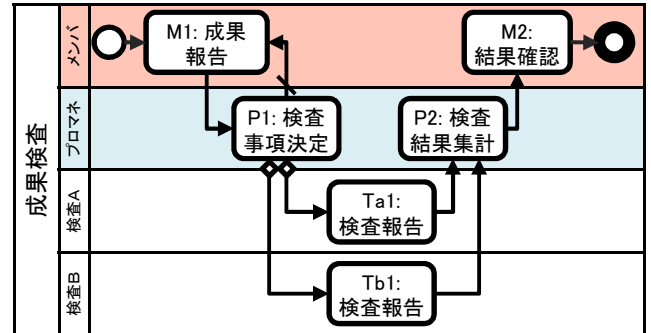 成果検査
メンバ
M1: 成果
報告
M2:
結果確認
プロマネ
P1: 検査
事項決定
P2: 検査
結果集計
検査A
Ta1:
検査報告
検査B
Tb1:
検査報告